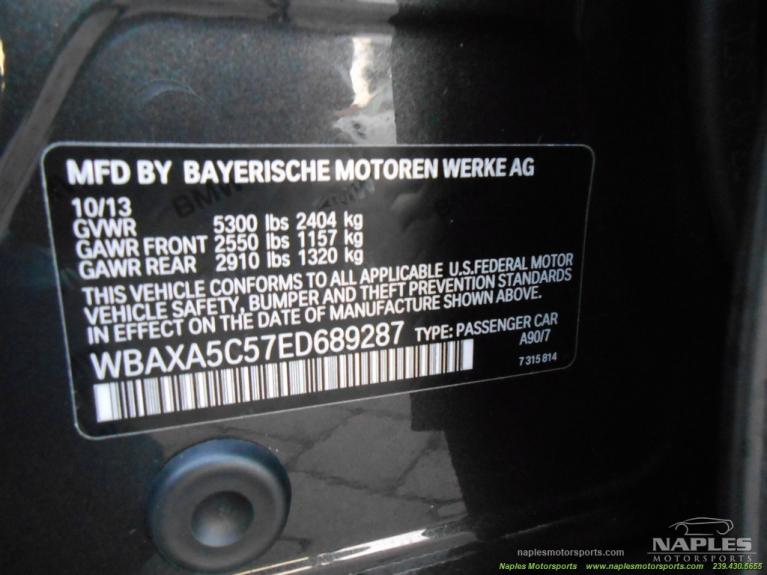 MFD BY BAYERISCHE MOTOREN WERKE AG
10/13
GVWR 5300 lbs 2404 kg
GAWR FRONT 2550 lbs 1157 kg
GAWR REAR 2910 lbs 1320 kg
THIS VEHICLE CONFORMS TO ALL APPLICABLE U.S.FEDERAL MOTOR
VEHICLE SAFETY, BUMPER AND THEFT PREVENTION STANDARDS
IN EFFECT ON THE DATE OF MANUFACTURE SHOWN ABOVE.
WBAXA5C57ED689287 TYPE: PASSENGER CAR
A90/7
7 315 814
NAPLES
MOTORSPORTS
naplesmotorsports.com
Naples Motorsports - www.naplesmotorsports.com - 239.430.5655